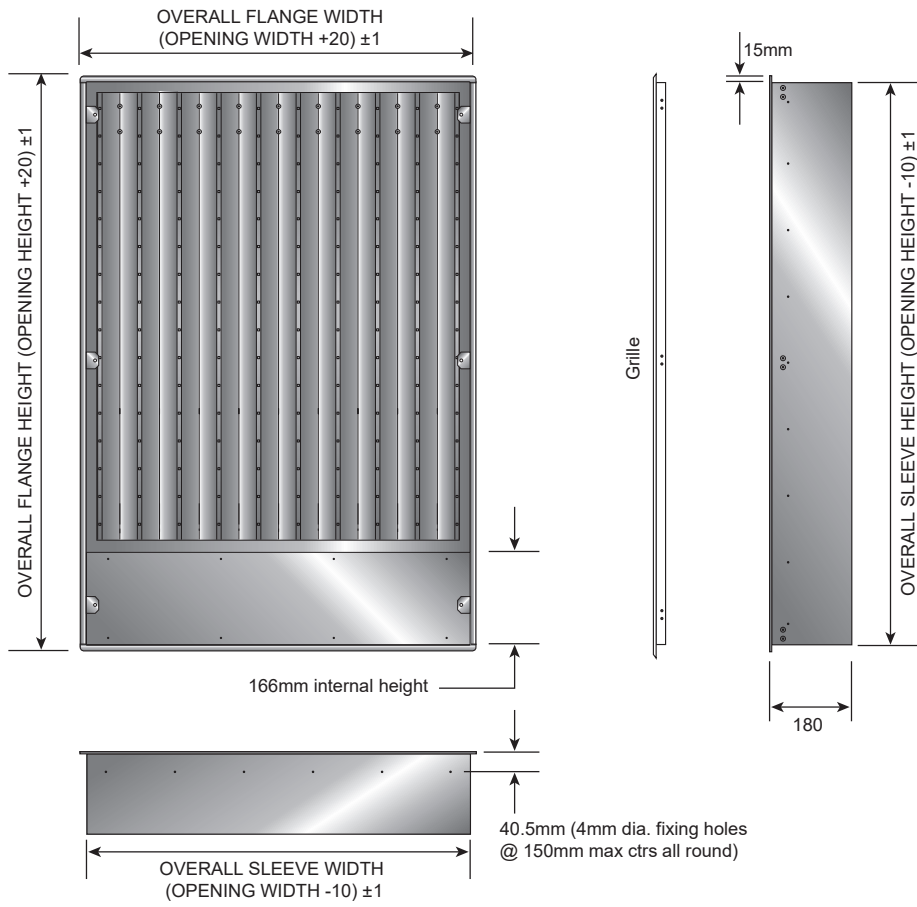 OVERALL FLANGE WIDTH
(OPENING WIDTH +20) ±1
15mm
OVERALL FLANGE HEIGHT (OPENING HEIGHT +20) ±1
Grille
OVERALL SLEEVE HEIGHT (OPENING HEIGHT -10) ±1
166mm internal height
180
40.5mm (4mm dia. fixing holes
@ 150mm max ctrs all round)
OVERALL SLEEVE WIDTH
(OPENING WIDTH -10) ±1